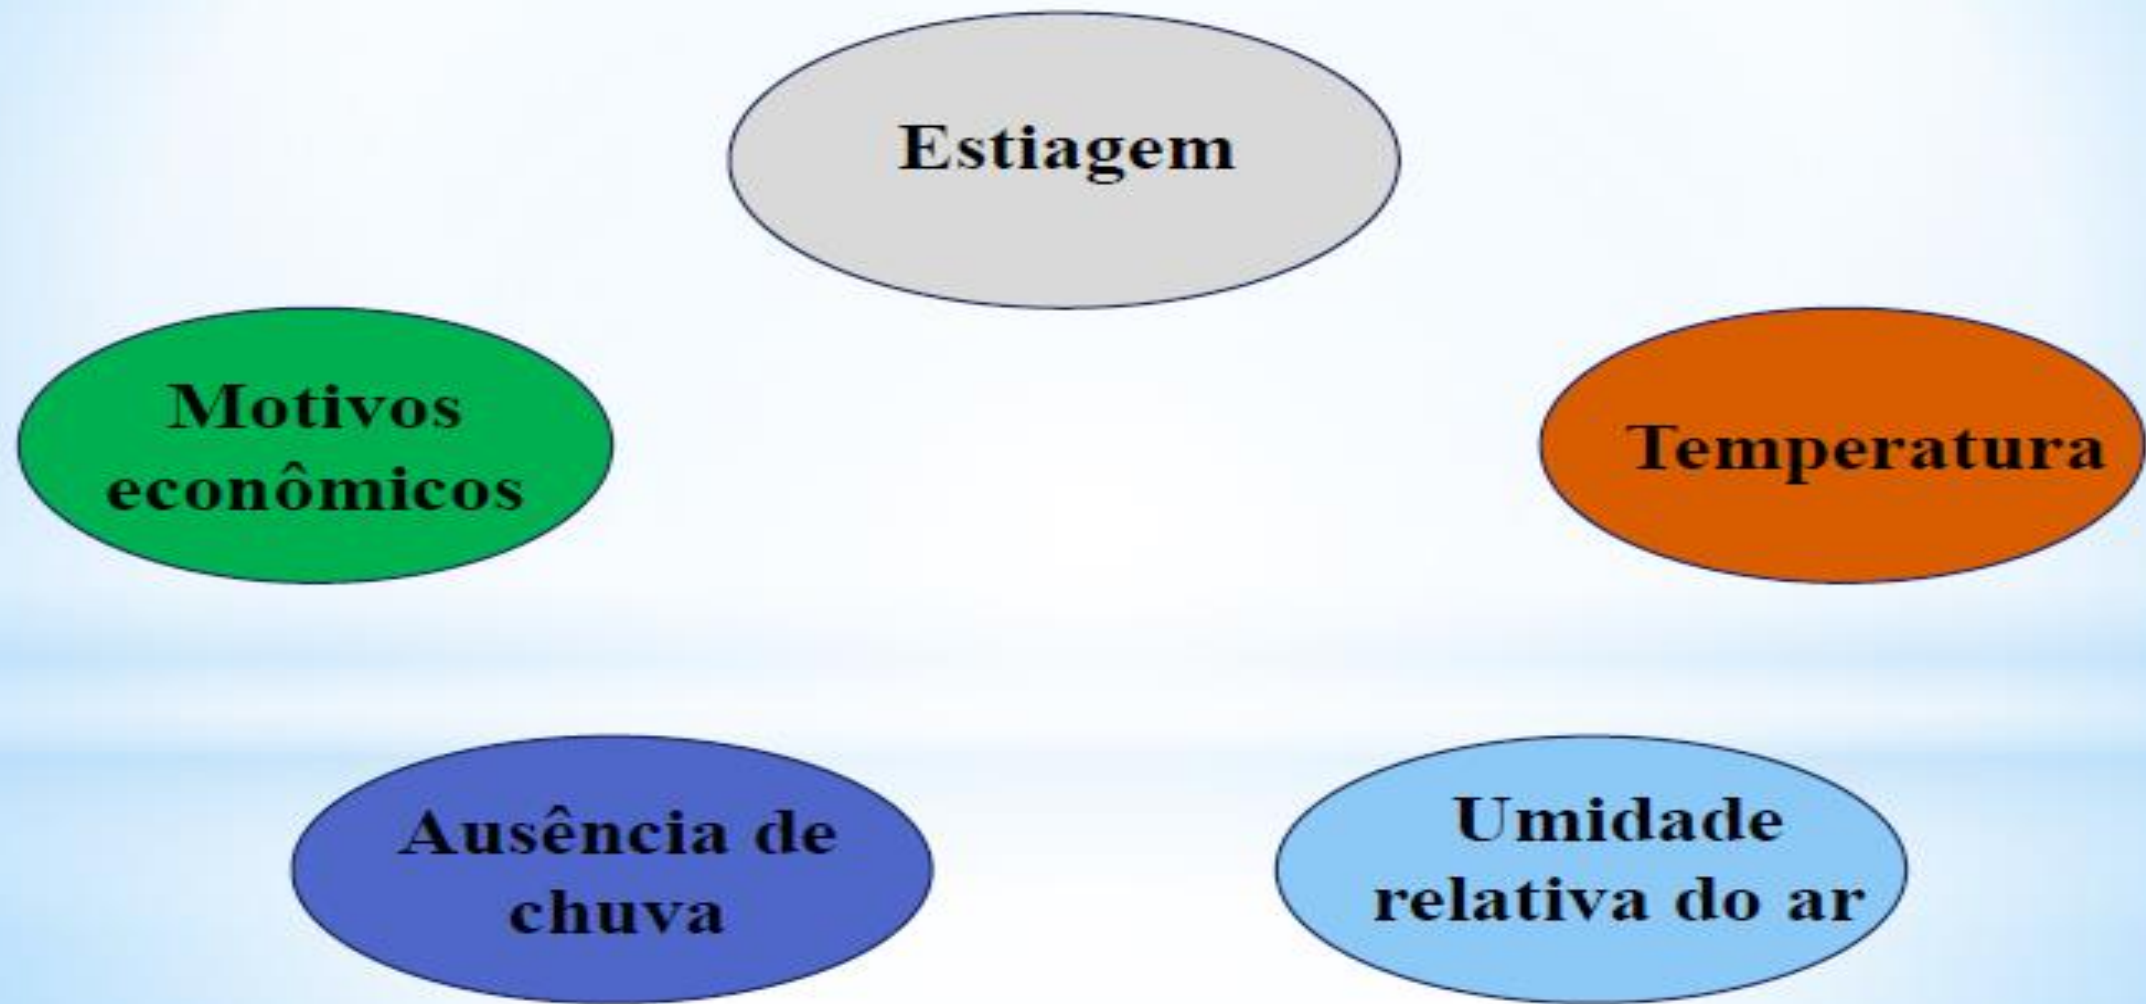 Estiagem
Motivos
econômicos
Temperatura
Ausência de
chuva
Umidade
relativa do ar